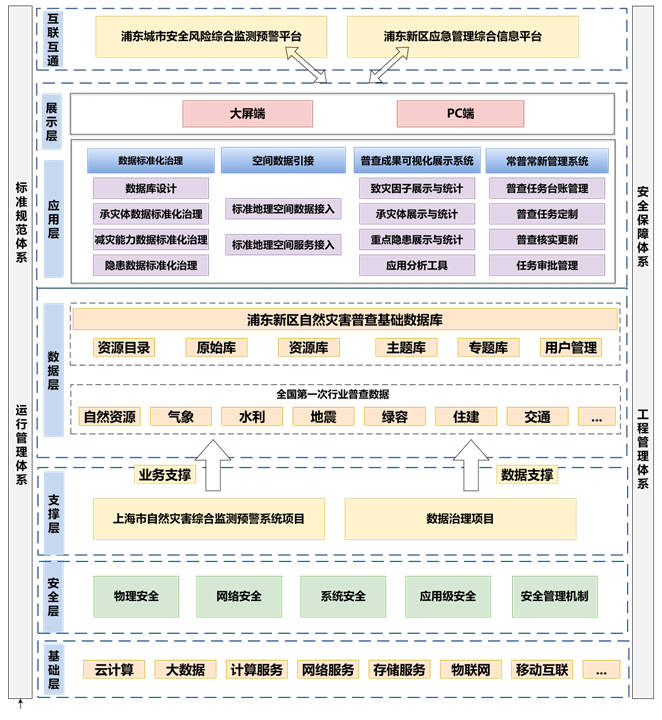 互联互通
浦东城市安全风险综合监测预警平台
浦东新区应急管理综合信息平台
标准规范体系
运行管理体系
安全保障体系
工程管理体系
展示层
大屏端
PC端
应用层
数据标准化治理
空间数据引接
普查成果可视化展示系统
常普常新管理系统
数据库设计
承灾体数据标准化治理
减灾能力数据标准化治理
隐患数据标准化治理
标准地理空间数据接入
标准地理空间服务接入
致灾因子展示与统计
承灾体展示与统计
重点隐患展示与统计
应用分析工具
普查任务台账管理
普查任务定制
普查核实更新
任务审批管理
数据层
浦东新区自然灾害普查基础数据库
资源目录
原始库
资源库
主题库
专题库
用户管理
全国第一次行业普查数据
自然资源
气象
水利
地震
绿容
住建
交通
...
业务支撑
数据支撑
支撑层
上海市自然灾害综合监测预警系统项目
数据治理项目
安全层
物理安全
网络安全
系统安全
应用级安全
安全管理机制
基础层
云计算
大数据
计算服务
网络服务
存储服务
物联网
移动互联
...